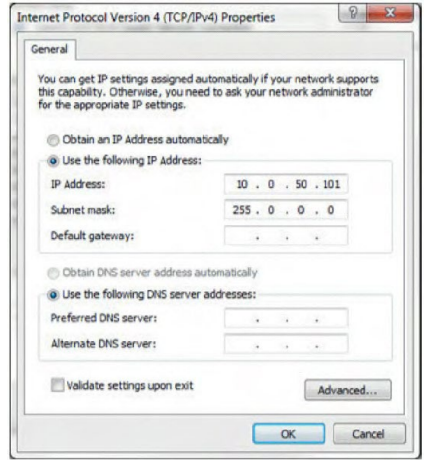 Internet Protocol Version 4 (TCP/IPv4) Properties
General
You can get IP settings assigned automatically if your network supports
this capability. Otherwise, you need to ask your network administrator
for the appropriate IP settings.
Obtain an IP Address automatically
Use the following IP Address:
IP Address: 10 . 0 . 50 . 101
Subnet mask: 255 . 0 . 0 . 0
Default gateway: . . .
Obtain DNS server address automatically
Use the following DNS server addresses:
Preferred DNS server: . . .
Alternate DNS server: . . .
Validate settings upon exit
Advanced...
OK Cancel